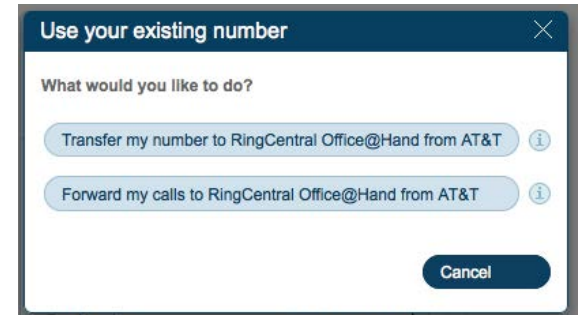 Use your existing number
What would you like to do?
Transfer my number to RingCentral Office@Hand from AT&T
Forward my calls to RingCentral Office@Hand from AT&T
Cancel